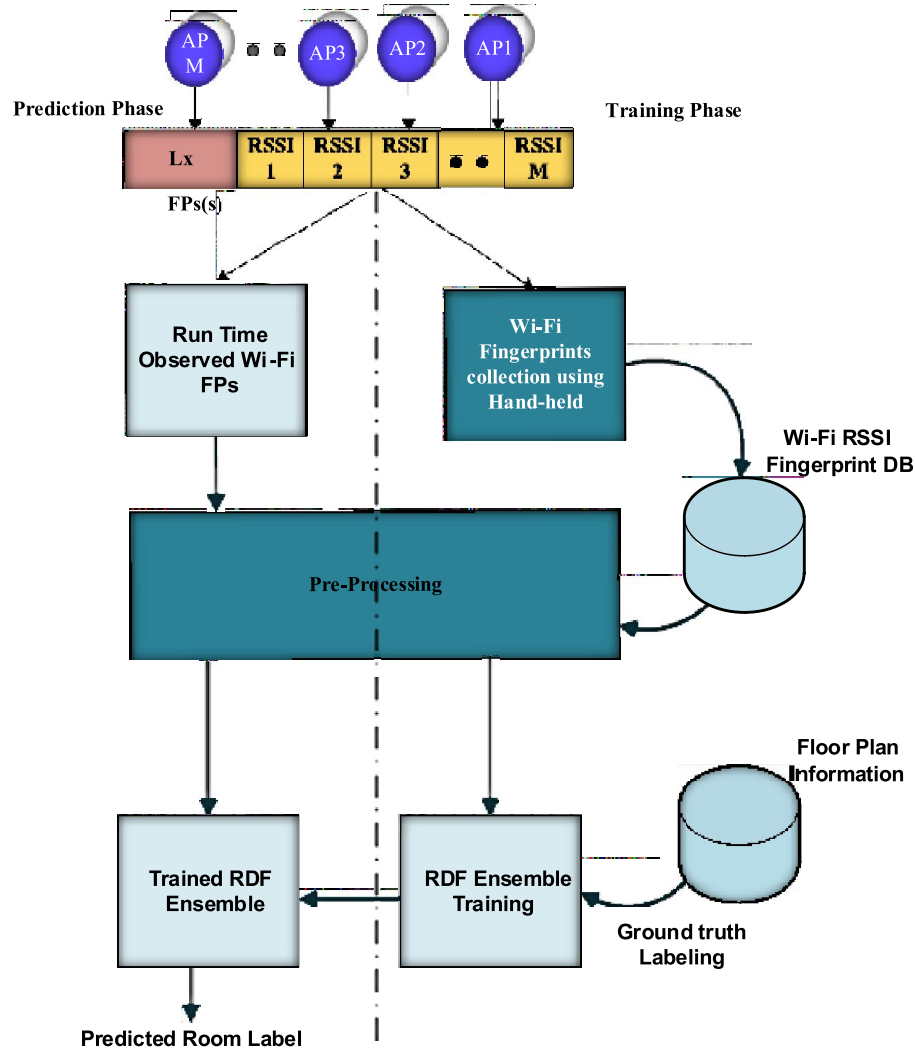 AP
M
AP3
AP2
AP1
Prediction Phase
Training Phase
Lx
RSSI
1
RSSI
2
RSSI
3
RSSI
M
FPs(s)
Run Time
Observed Wi-Fi
FPs
Wi-Fi
Fingerprints
collection using
Hand-held
Wi-Fi RSSI
Fingerprint DB
Pre-Processing
Floor Plan
Information
Trained RDF
Ensemble
RDF Ensemble
Training
Ground truth
Labeling
Predicted Room Label